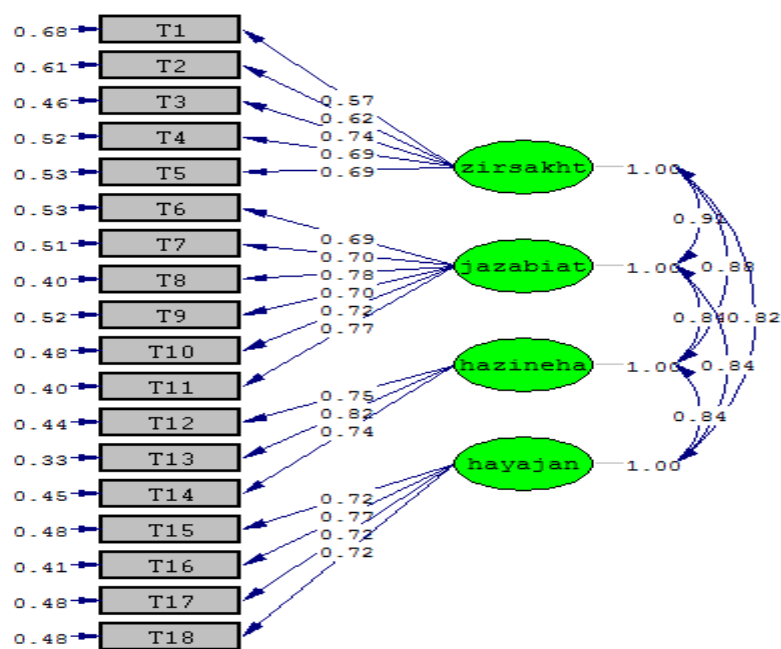 0.68 T1
0.61 T2
0.46 T3
0.52 T4
0.53 T5
0.53 T6
0.51 T7
0.40 T8
0.52 T9
0.48 T10
0.40 T11
0.44 T12
0.33 T13
0.45 T14
0.48 T15
0.41 T16
0.48 T17
0.48 T18
0.57
0.62
0.74
0.69
0.69
0.69
0.70
0.78
0.70
0.72
0.77
0.75
0.82
0.74
0.72
0.77
0.72
0.72
zirsakht 1.00
jazabiat 1.00
hazineha 1.00
hayajan 1.00
0.88
0.84 0.82
0.84
0.84